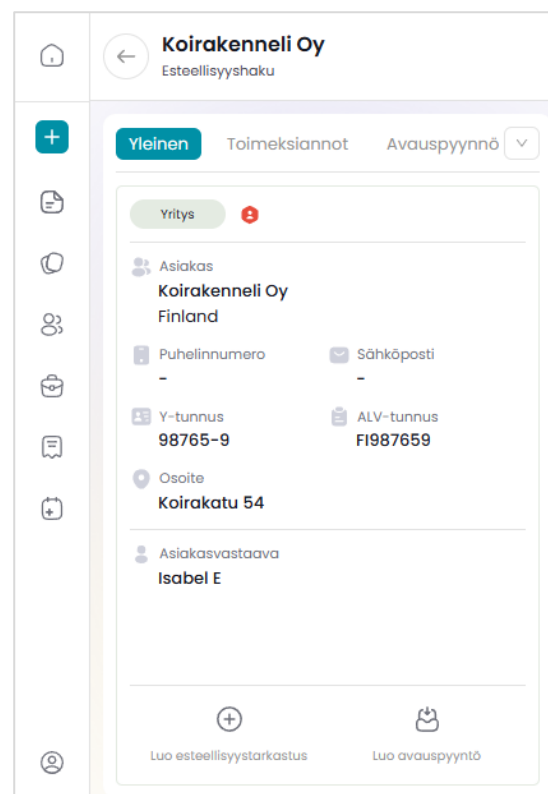 Koirakenneli Oy
Esteellisyyshaku
Yleinen Toimeksiannot Avauspyynnö
Yritys
Asiakas
Koirakenneli Oy
Finland
Puhelinnumero Sähköposti
- -
Y-tunnus ALV-tunnus
98765-9 FI987659
Osoite
Koirakatu 54
Asiakasvastaava
Isabel E
Luo esteellisyystarkastus Luo avauspyyntö